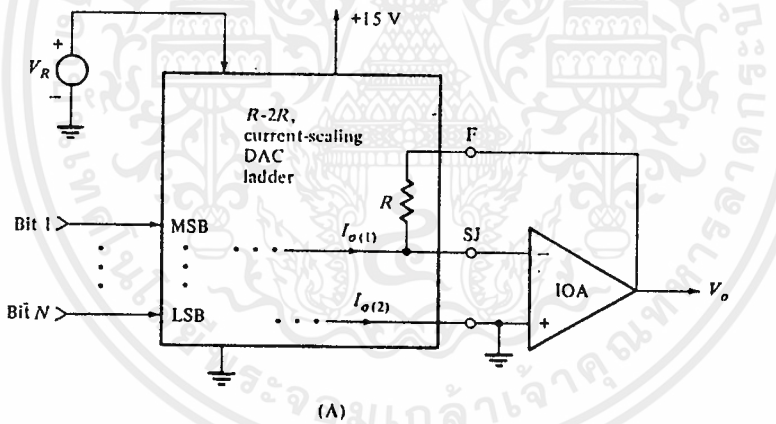 +15 V
+
V_R
−
R-2R,
current-scaling
DAC
ladder
F
R
Bit 1
MSB
I_o(1)
SJ
−
IOA
V_o
Bit N
LSB
I_o(2)
+
(A)